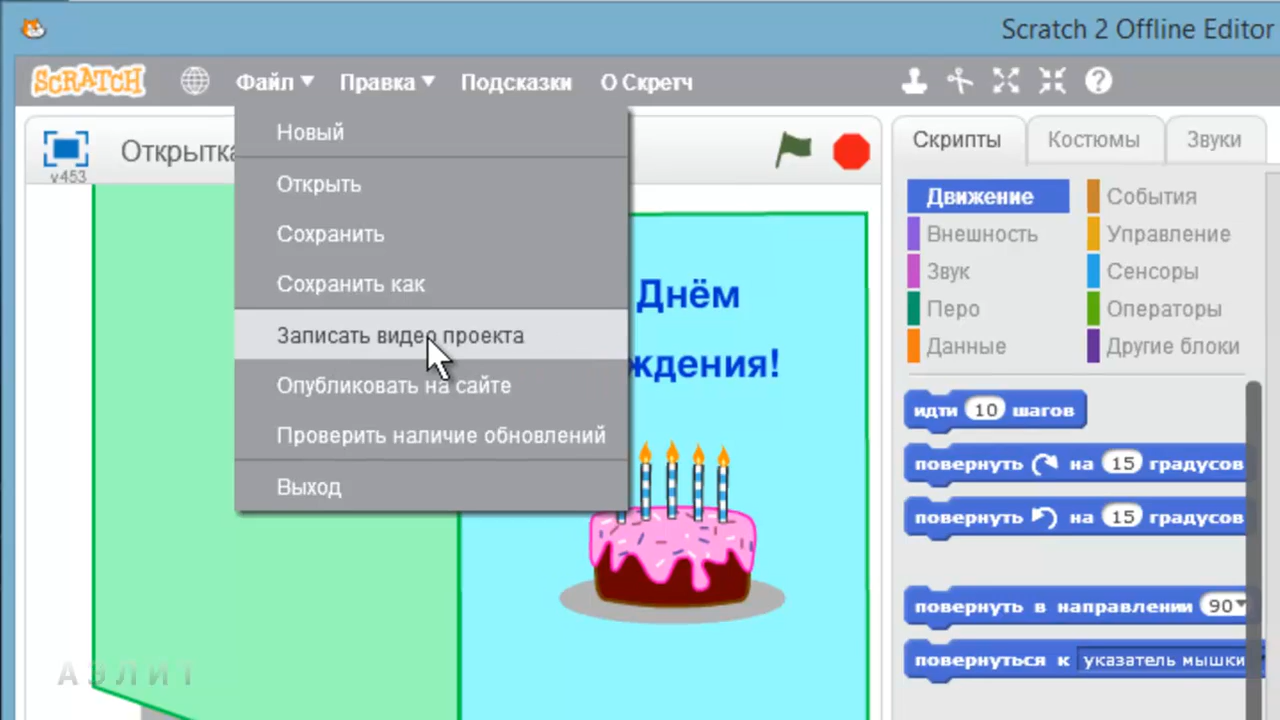 Scratch 2 Offline Editor
SCRATCH Файл Правка Подсказки О Скретч
v453
Открытка
Новый
Открыть
Сохранить
Сохранить как
Записать видео проекта
Опубликовать на сайте
Проверить наличие обновлений
Выход
Днём
ждения!
Скрипты Костюмы Звуки
Движение События
Внешность Управление
Звук Сенсоры
Перо Операторы
Данные Другие блоки
идти 10 шагов
повернуть на 15 градусов
повернуть на 15 градусов
повернуть в направлении 90
повернуться к указатель мышки
АЭЛИТ